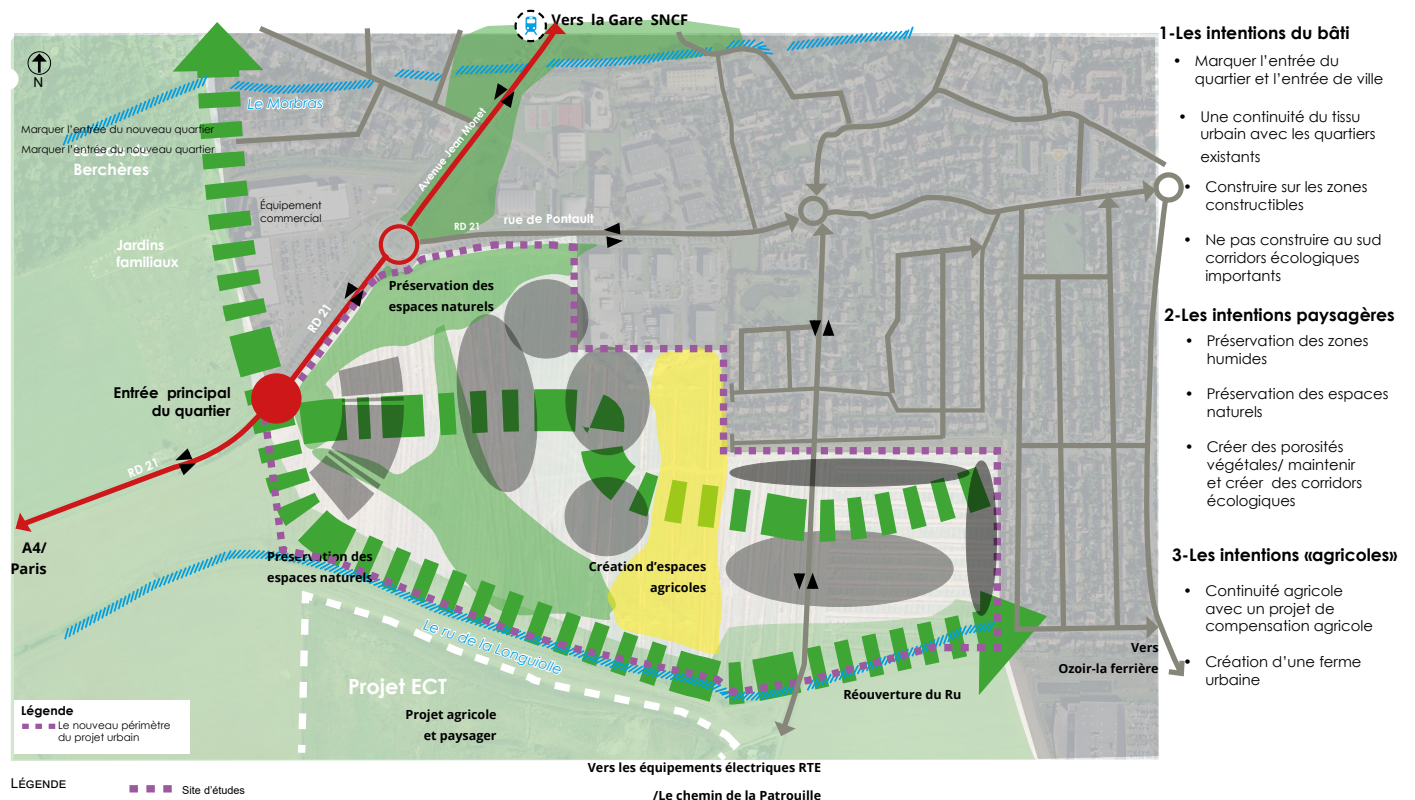 Vers la Gare SNCF
N
Le Morbras
Marquer l'entrée du nouveau quartier
Marquer l'entrée du nouveau quartier
Berchères
Avenue Jean Monet
Équipement
commercial
RD 21
rue de Pontault
Jardins
familiaux
Préservation des
espaces naturels
RD 21
Entrée principal
du quartier
RD 21
A4/
Paris
Préservation des
espaces naturels
Création d'espaces
agricoles
Le ru de la Longuiolle
Projet ECT
Projet agricole
et paysager
Réouverture du Ru
Vers
Ozoir-la ferrière
Légende
Le nouveau périmètre
du projet urbain
Vers les équipements électriques RTE
/Le chemin de la Patrouille
LÉGENDE
Site d'études
1-Les intentions du bâti
• Marquer l'entrée du
quartier et l'entrée de ville
• Une continuité du tissu
urbain avec les quartiers
existants
• Construire sur les zones
constructibles
• Ne pas construire au sud
corridors écologiques
importants
2-Les intentions paysagères
• Préservation des zones
humides
• Préservation des espaces
naturels
• Créer des porosités
végétales/ maintenir
et créer des corridors
écologiques
3-Les intentions «agricoles»
• Continuité agricole
avec un projet de
compensation agricole
• Création d'une ferme
urbaine